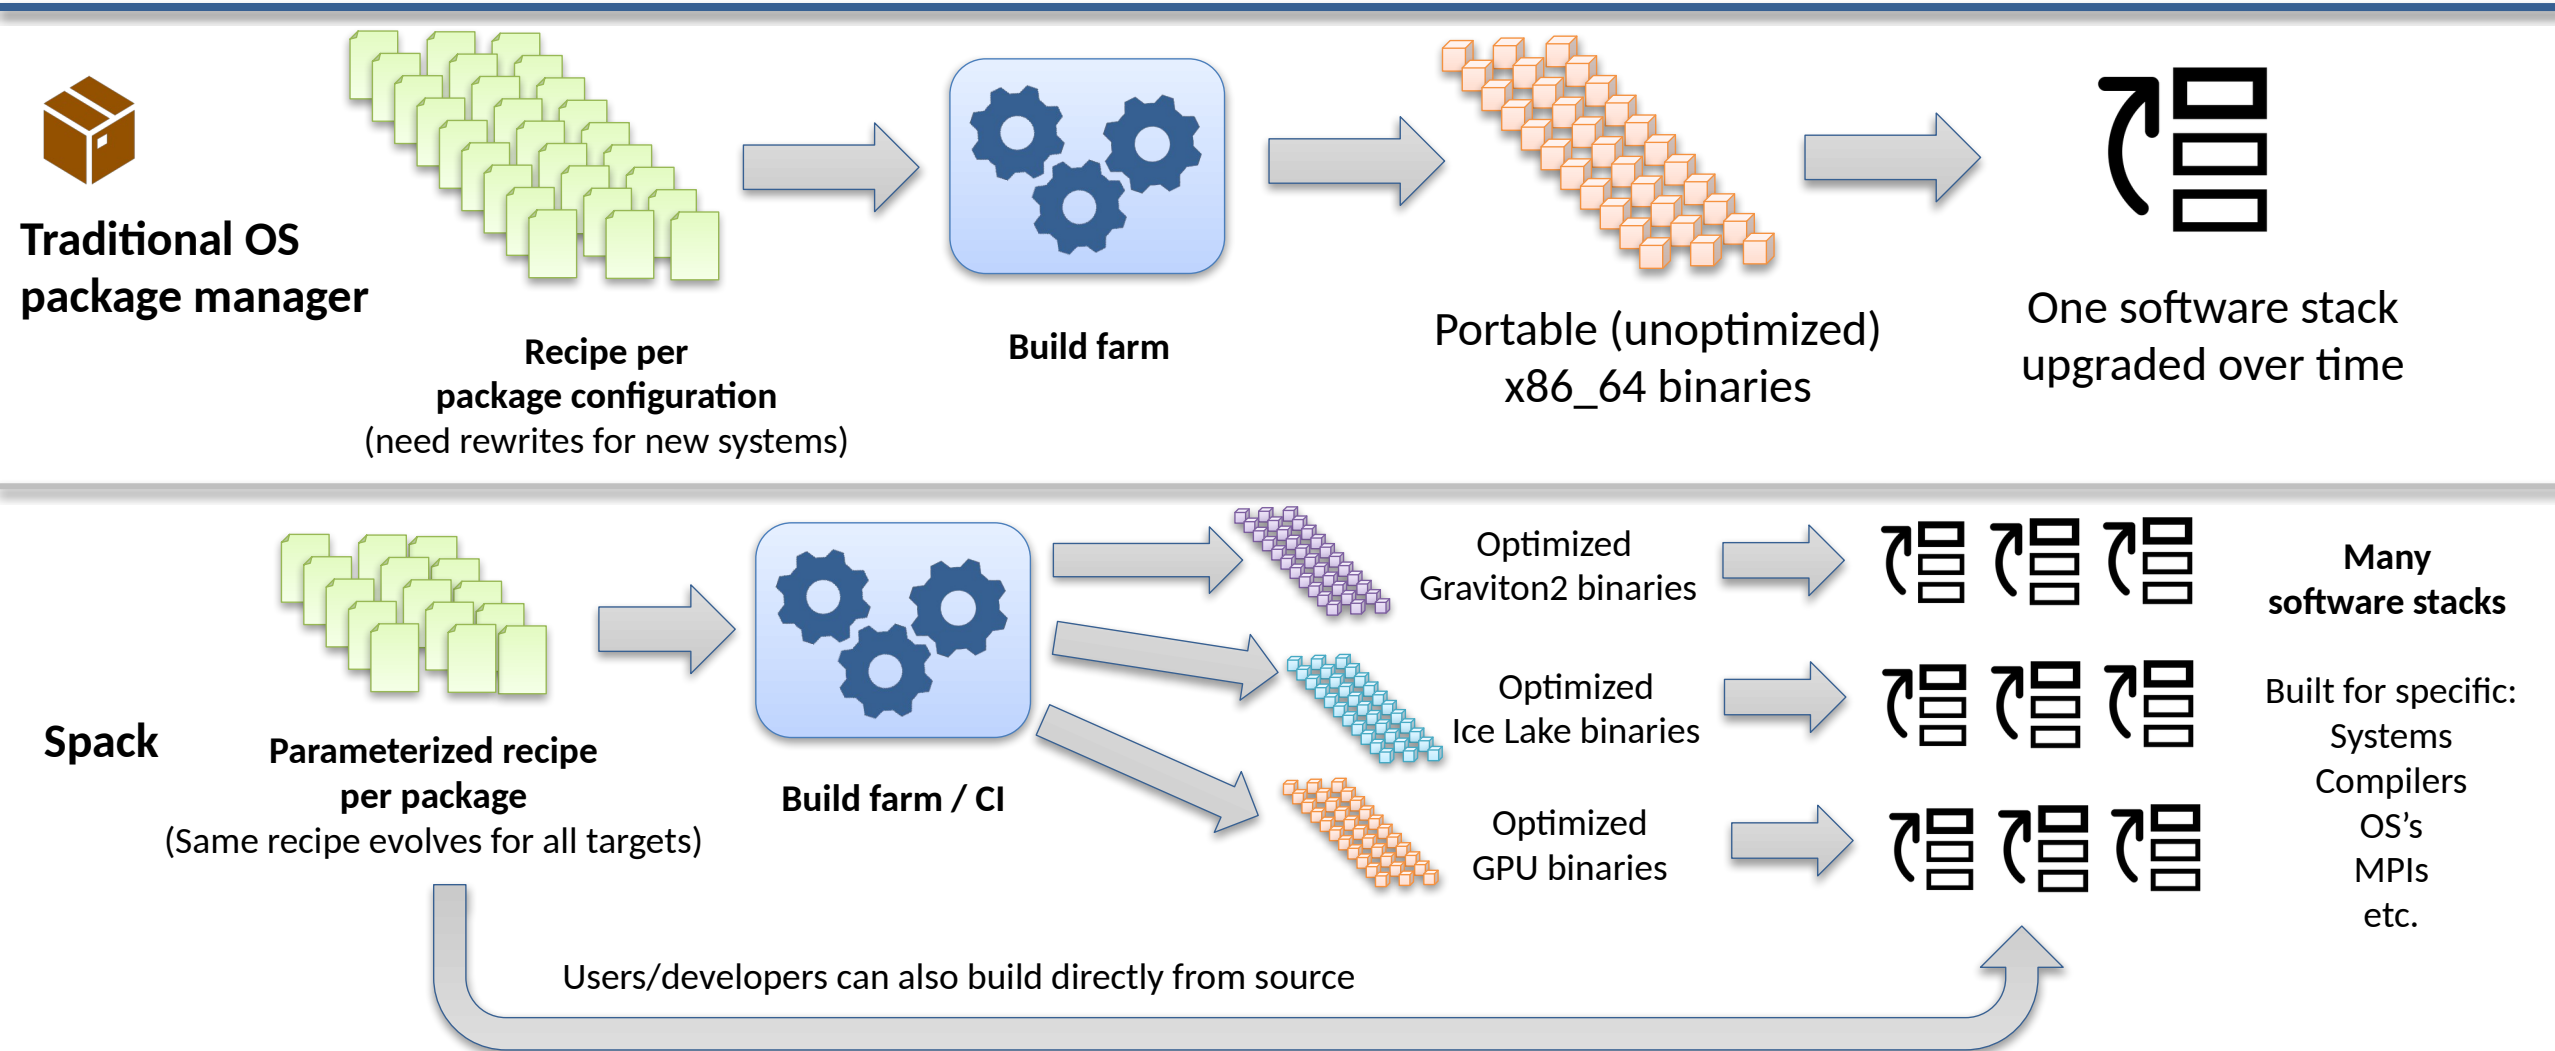 Traditional OS
package manager
Recipe per
package configuration
(need rewrites for new systems)
Build farm
Portable (unoptimized)
x86_64 binaries
One software stack
upgraded over time
Spack
Parameterized recipe
per package
(Same recipe evolves for all targets)
Build farm / CI
Optimized
Graviton2 binaries
Optimized
Ice Lake binaries
Optimized
GPU binaries
Many
software stacks
Built for specific:
Systems
Compilers
OS’s
MPIs
etc.
Users/developers can also build directly from source